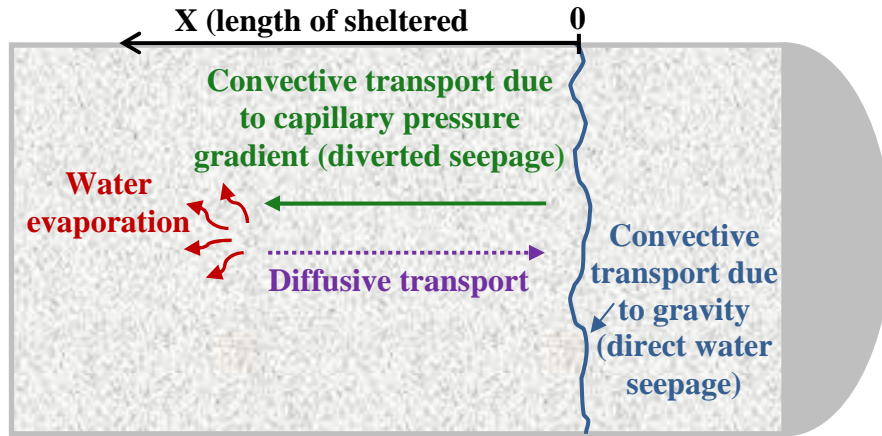 X (length of sheltered
0
Convective transport due
to capillary pressure
gradient (diverted seepage)
Water
evaporation
Diffusive transport
Convective
transport due
to gravity
(direct water
seepage)